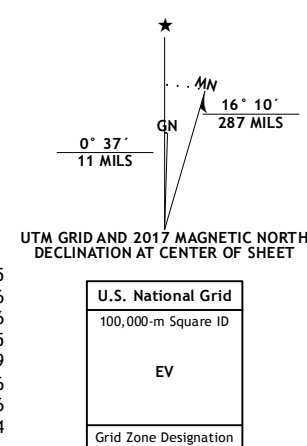 ★
MN
GN
16° 10´
287 MILS
0° 37´
11 MILS
UTM GRID AND 2017 MAGNETIC NORTH
DECLINATION AT CENTER OF SHEET
U.S. National Grid
100,000-m Square ID
EV
Grid Zone Designation